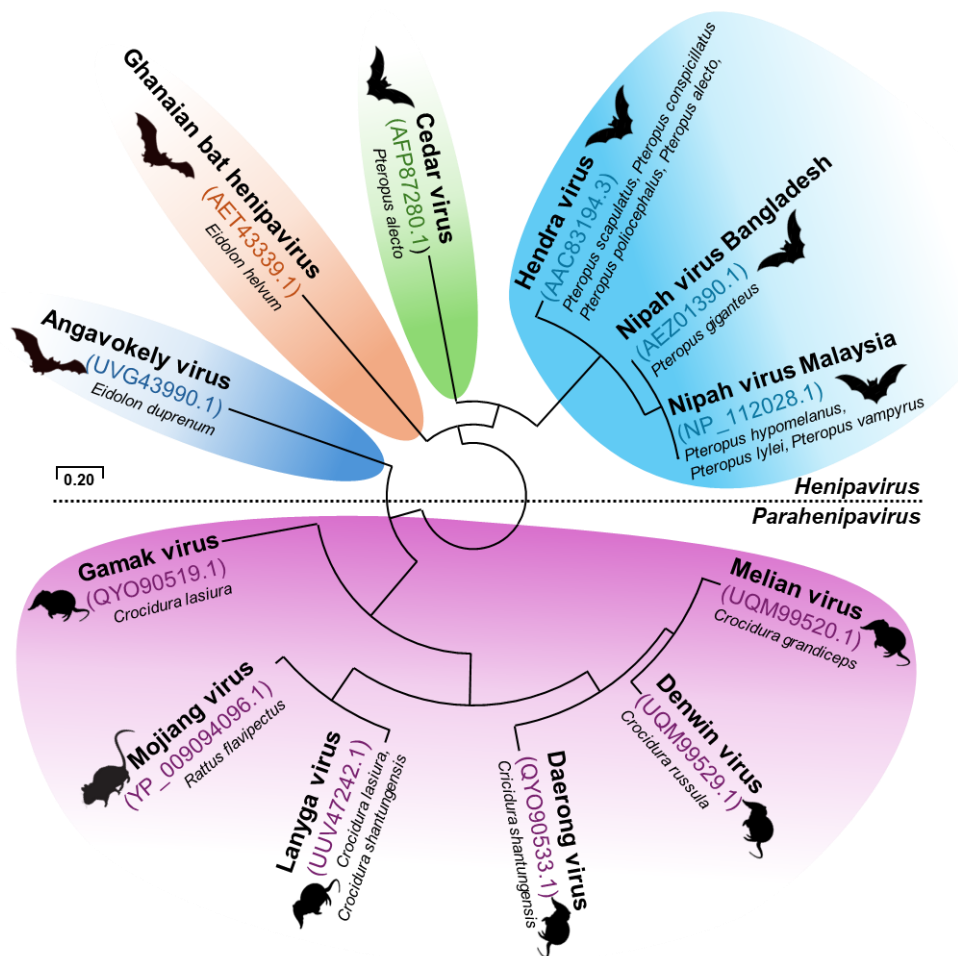 Ghanaian bat henipavirus
(AET43339.1)
Eidolon helvum
Cedar virus
(AFP87280.1)
Pteropus alecto
Hendra virus
(AAC83194.3)
Pteropus scapulatus, Pteropus conspicillatus
Pteropus poliocephalus, Pteropus alecto,
Nipah virus Bangladesh
(AEZ01390.1)
Pteropus giganteus
Nipah virus Malaysia
(NP_112028.1)
Pteropus hypomelanus,
Pteropus lylei, Pteropus vampyrus
Angavokely virus
(UVG43990.1)
Eidolon duprenum
0.20
Henipavirus
Parahenipavirus
Gamak virus
(QYO90519.1)
Crocidura lasiura
Mojiang virus
(YP_009094096.1)
Rattus flavipectus
Lanyga virus
(UUV47242.1)
Crocidura lasiura,
Crocidura shantungensis
Daerong virus
(QYO90533.1)
Cricidura shantungensis
Denwin virus
(UQM99529.1)
Crocidura russula
Melian virus
(UQM99520.1)
Crocidura grandiceps